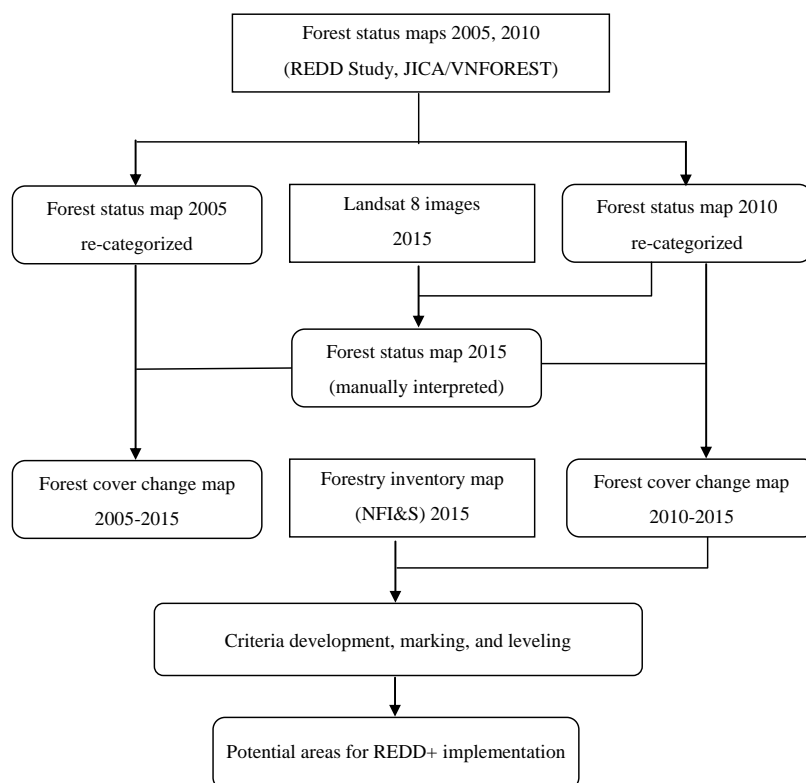 Forest status maps 2005, 2010
(REDD Study, JICA/VNFOREST)
Forest status map 2005
re-categorized
Landsat 8 images
2015
Forest status map 2010
re-categorized
Forest status map 2015
(manually interpreted)
Forest cover change map
2005-2015
Forestry inventory map
(NFI&S) 2015
Forest cover change map
2010-2015
Criteria development, marking, and leveling
Potential areas for REDD+ implementation